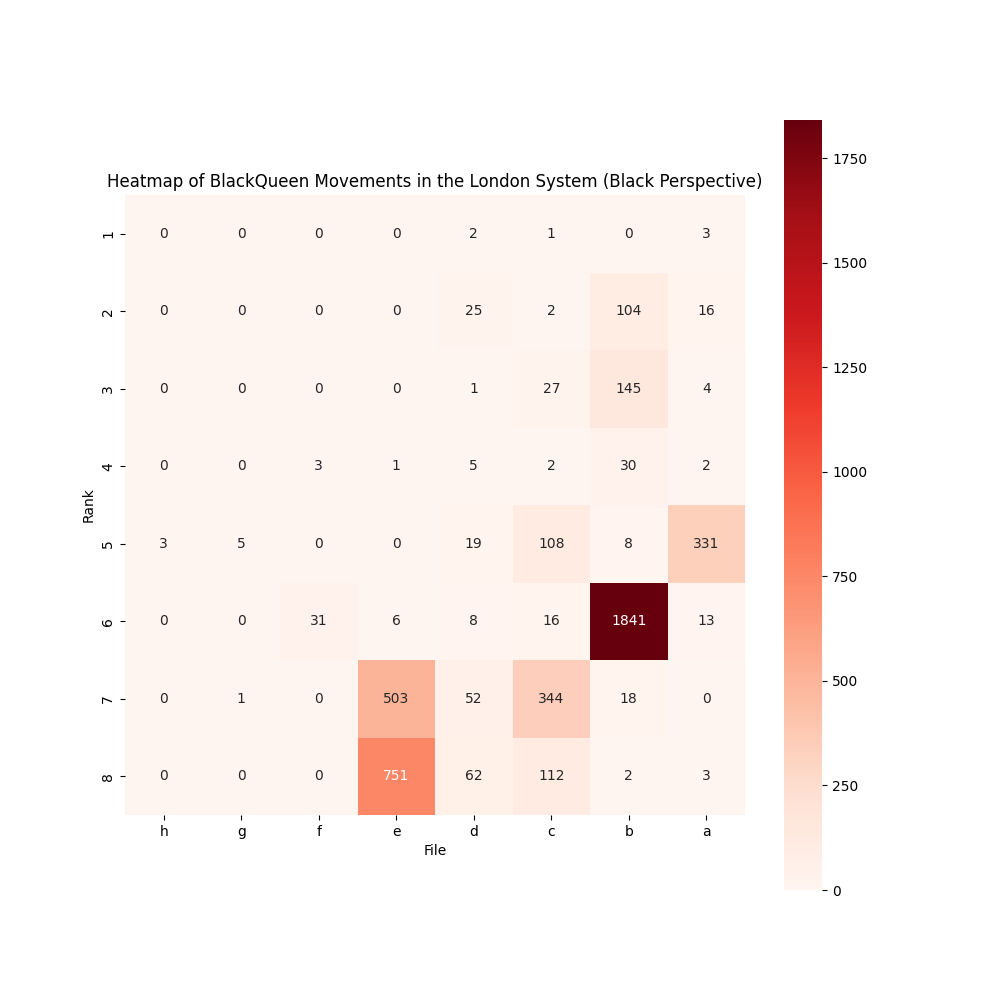 Heatmap of BlackQueen Movements in the London System (Black Perspective)
1 0 0 0 0 2 1 0 3
2 0 0 0 0 25 2 104 16
3 0 0 0 0 1 27 145 4
4 0 0 3 1 5 2 30 2
5 3 5 0 0 19 108 8 331
6 0 0 31 6 8 16 1841 13
7 0 1 0 503 52 344 18 0
8 0 0 0 751 62 112 2 3
h g f e d c b a
Rank
File
1750
1500
1250
1000
750
500
250
0